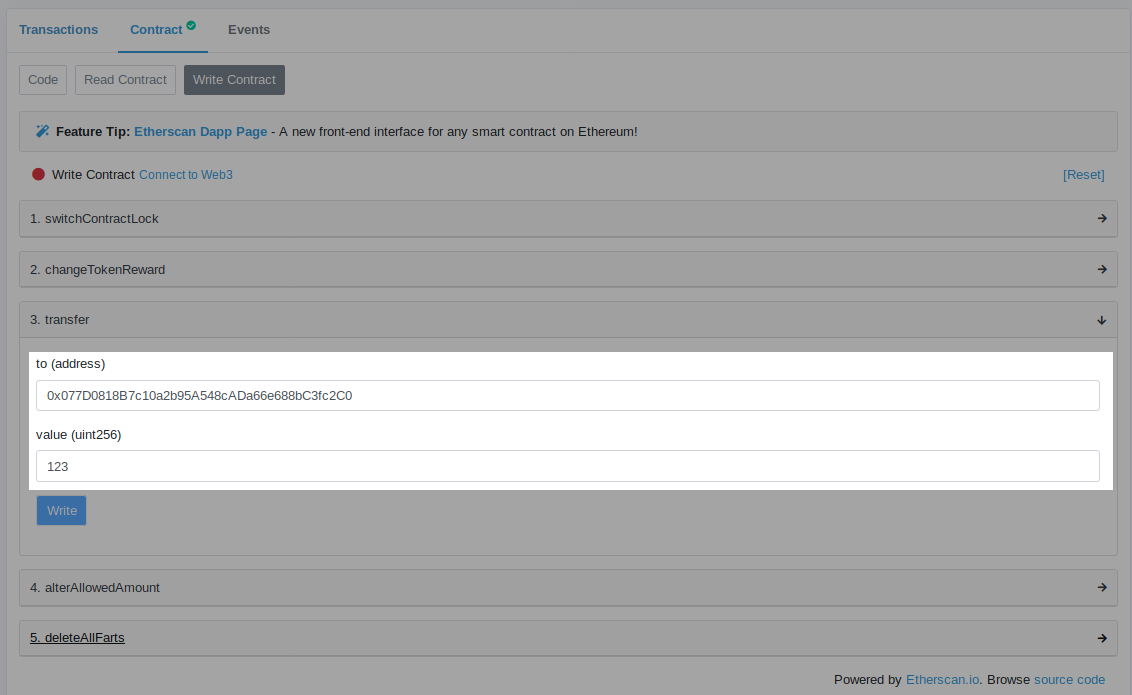 Transactions Contract Events
Code Read Contract Write Contract
Feature Tip: Etherscan Dapp Page - A new front-end interface for any smart contract on Ethereum!
Write Contract Connect to Web3 [Reset]
1. switchContractLock
2. changeTokenReward
3. transfer
to (address)
0x077D0818B7c10a2b95A548cADa66e688bC3fc2C0
value (uint256)
123
Write
4. alterAllowedAmount
5. deleteAllFarts
Powered by Etherscan.io. Browse source code